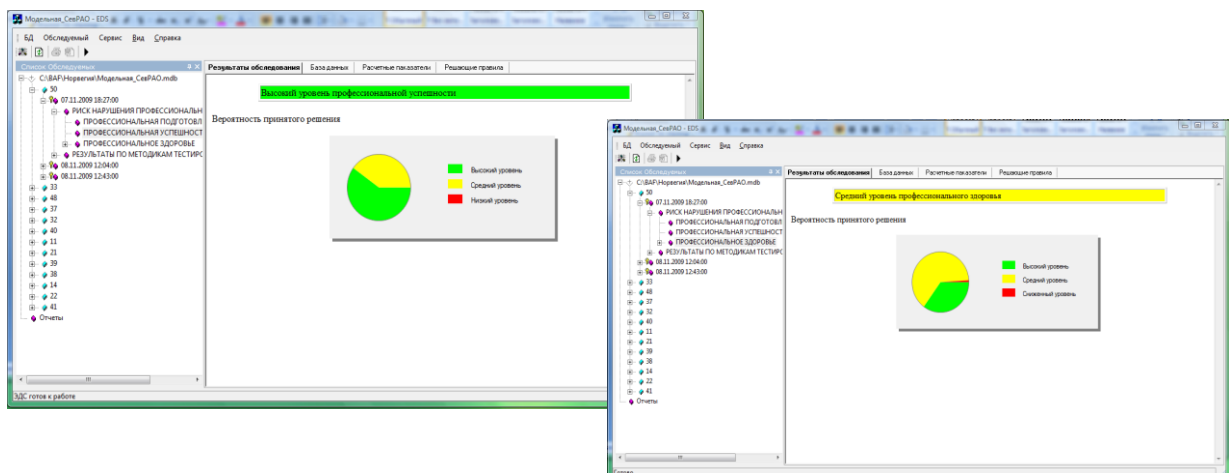 Модельная_СевРАО - EDS
БД Обследуемый Сервис Вид Справка
Список Обследуемых
Результаты обследования База данных Расчетные показатели Решающие правила
C:\BAF\Норвегия\Модельная_СевРАО.mdb
50
07.11.2009 18:27:00
РИСК НАРУШЕНИЯ ПРОФЕССИОНАЛЬН
ПРОФЕССИОНАЛЬНАЯ ПОДГОТОВЛ
ПРОФЕССИОНАЛЬНАЯ УСПЕШНОСТ
ПРОФЕССИОНАЛЬНОЕ ЗДОРОВЬЕ
РЕЗУЛЬТАТЫ ПО МЕТОДИКАМ ТЕСТИРС
08.11.2009 12:04:00
08.11.2009 12:43:00
33
48
37
32
40
11
21
39
38
14
22
41
Отчеты
Высокий уровень профессиональной успешности
Вероятность принятого решения
Высокий уровень
Средний уровень
Низкий уровень
ЭДС готов к работе
Модельная_СевРАО - EDS
БД Обследуемый Сервис Вид Справка
Список Обследуемых
Результаты обследования База данных Расчетные показатели Решающие правила
C:\BAF\Норвегия\Модельная_СевРАО.mdb
50
07.11.2009 18:27:00
РИСК НАРУШЕНИЯ ПРОФЕССИОНАЛЬН
ПРОФЕССИОНАЛЬНАЯ ПОДГОТОВЛ
ПРОФЕССИОНАЛЬНАЯ УСПЕШНОСТ
ПРОФЕССИОНАЛЬНОЕ ЗДОРОВЬЕ
РЕЗУЛЬТАТЫ ПО МЕТОДИКАМ ТЕСТИРС
08.11.2009 12:04:00
08.11.2009 12:43:00
33
48
37
32
40
11
21
39
38
14
22
41
Отчеты
Средний уровень профессионального здоровья
Вероятность принятого решения
Высокий уровень
Средний уровень
Сниженный уровень